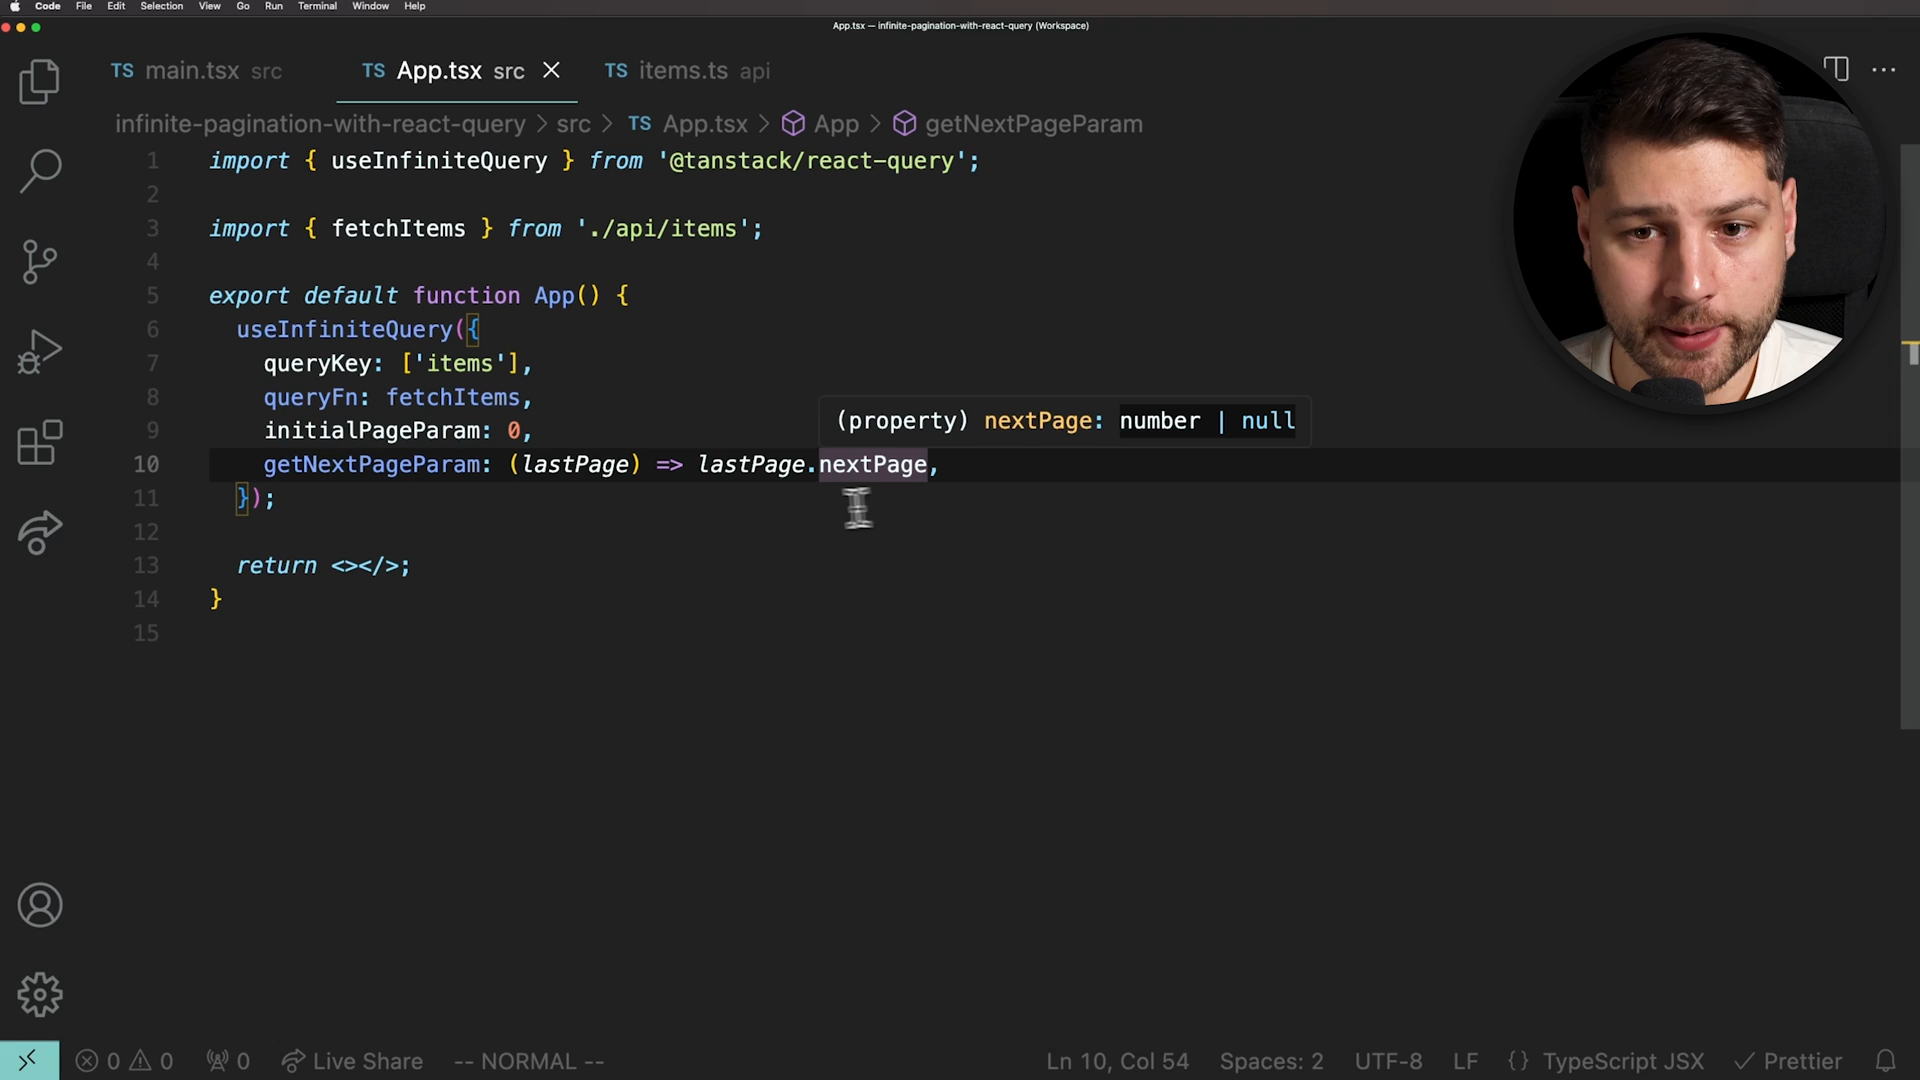 Code File Edit Selection View Go Run Terminal Window Help
App.tsx — infinite-pagination-with-react-query (Workspace)
TS main.tsx src TS App.tsx src TS items.ts api
infinite-pagination-with-react-query > src > TS App.tsx > App > getNextPageParam
1 import { useInfiniteQuery } from '@tanstack/react-query';
2
3 import { fetchItems } from './api/items';
4
5 export default function App() {
6 useInfiniteQuery({
7 queryKey: ['items'],
8 queryFn: fetchItems,
(property) nextPage: number | null
9 initialPageParam: 0,
10 getNextPageParam: (lastPage) => lastPage.nextPage,
11 });
12
13 return <></>;
14 }
15
0 0 0 Live Share -- NORMAL -- Ln 10, Col 54 Spaces: 2 UTF-8 LF {} TypeScript JSX Prettier